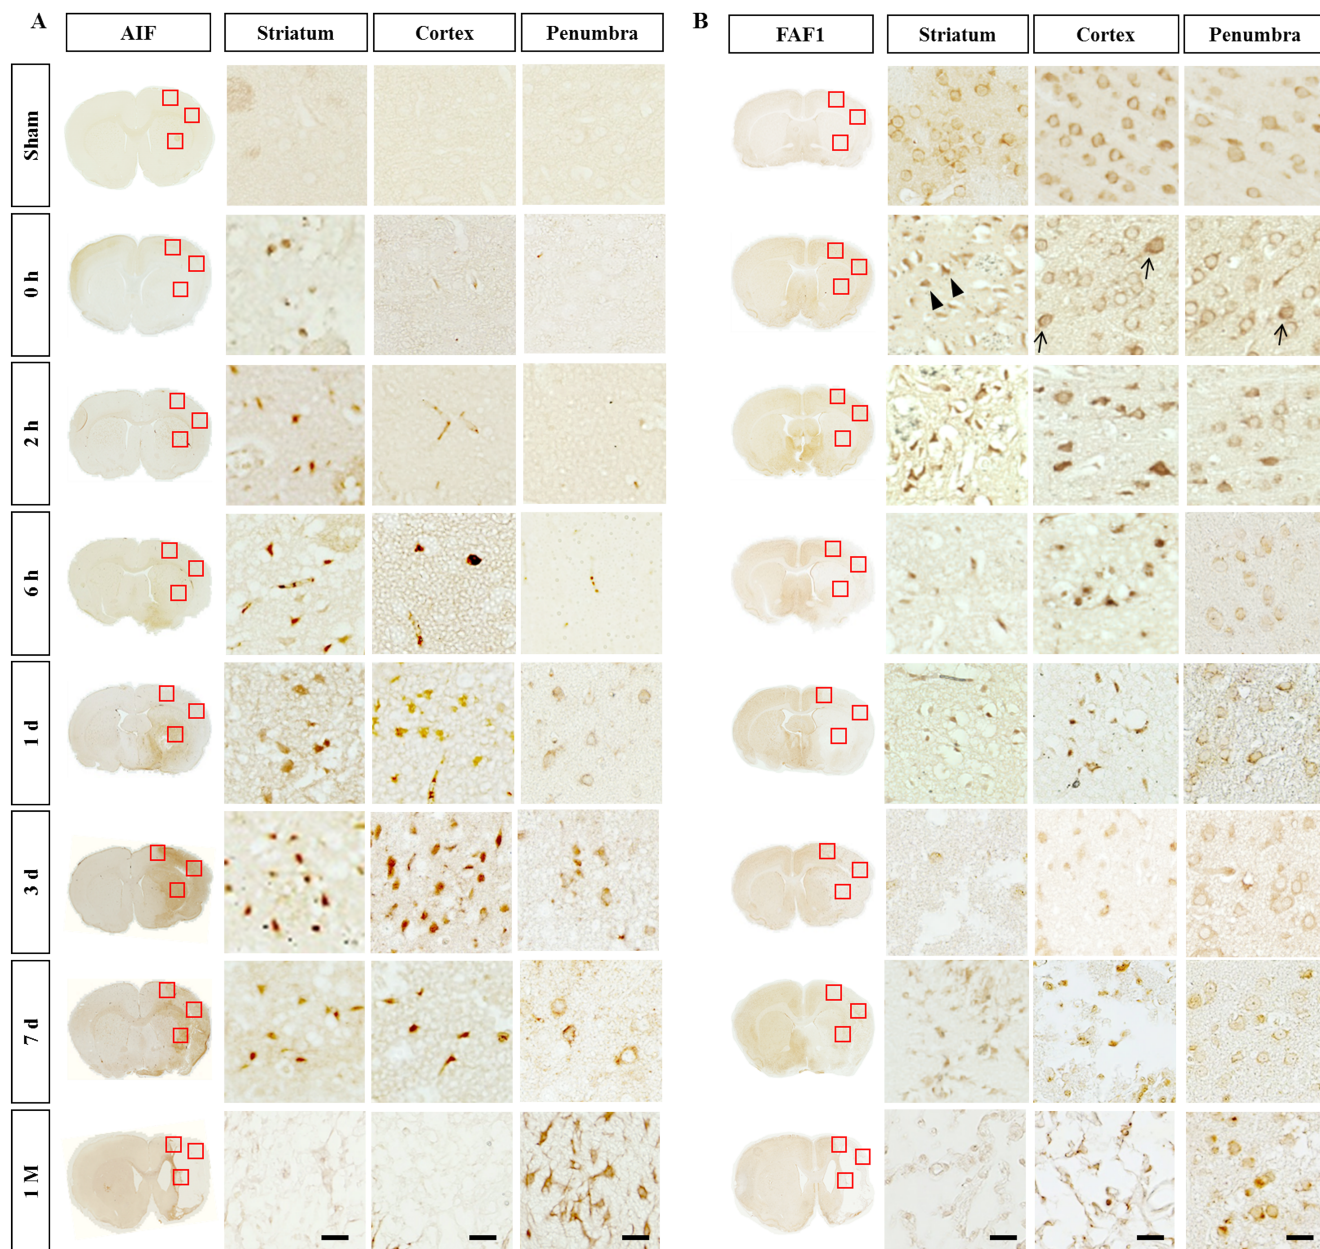 A AIF Striatum Cortex Penumbra B FAF1 Striatum Cortex Penumbra
Sham
0 h
2 h
6 h
1 d
3 d
7 d
1 M